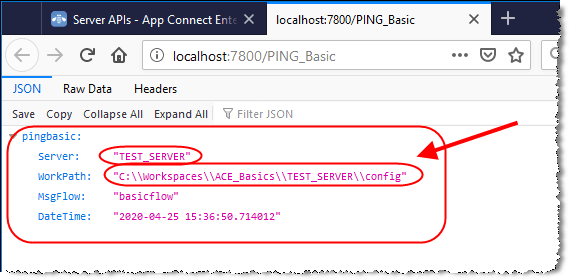 Server APIs - App Connect Ente
localhost:7800/PING_Basic
localhost:7800/PING_Basic
JSON Raw Data Headers
Save Copy Collapse All Expand All Filter JSON
pingbasic:
Server: "TEST_SERVER"
WorkPath: "C:\\Workspaces\\ACE_Basics\\TEST_SERVER\\config"
MsgFlow: "basicflow"
DateTime: "2020-04-25 15:36:50.714012"